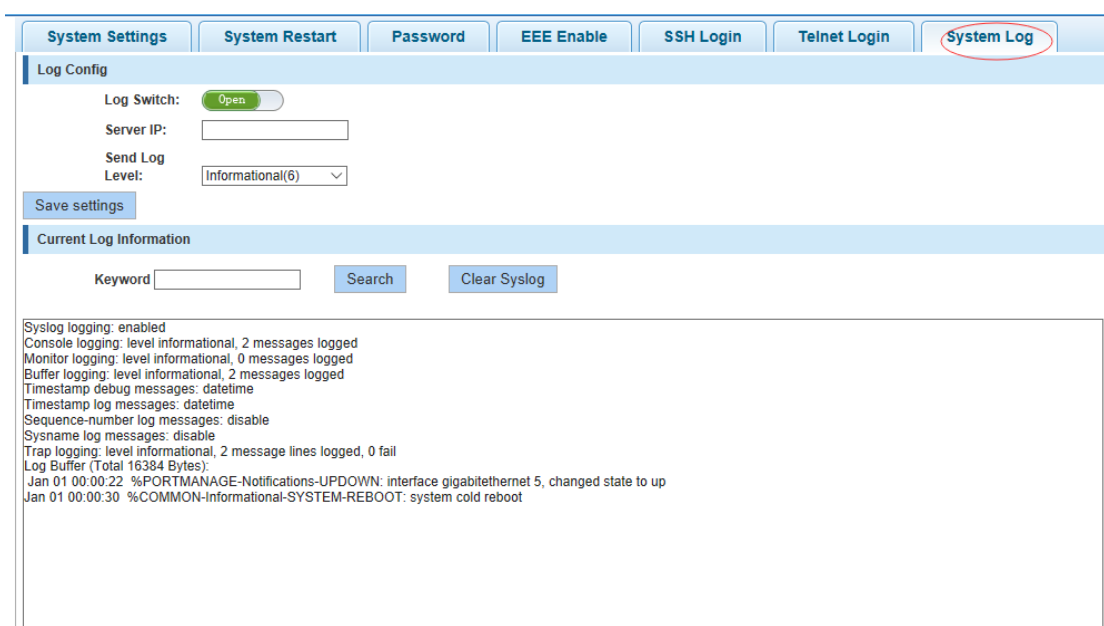 System Settings System Restart Password EEE Enable SSH Login Telnet Login System Log
Log Config
Log Switch: Open
Server IP:
Send Log
Level: Informational(6)
Save settings
Current Log Information
Keyword Search Clear Syslog
Syslog logging: enabled
Console logging: level informational, 2 messages logged
Monitor logging: level informational, 0 messages logged
Buffer logging: level informational, 2 messages logged
Timestamp debug messages: datetime
Timestamp log messages: datetime
Sequence-number log messages: disable
Sysname log messages: disable
Trap logging: level informational, 2 message lines logged, 0 fail
Log Buffer (Total 16384 Bytes):
Jan 01 00:00:22 %PORTMANAGE-Notifications-UPDOWN: interface gigabitethernet 5, changed state to up
Jan 01 00:00:30 %COMMON-Informational-SYSTEM-REBOOT: system cold reboot